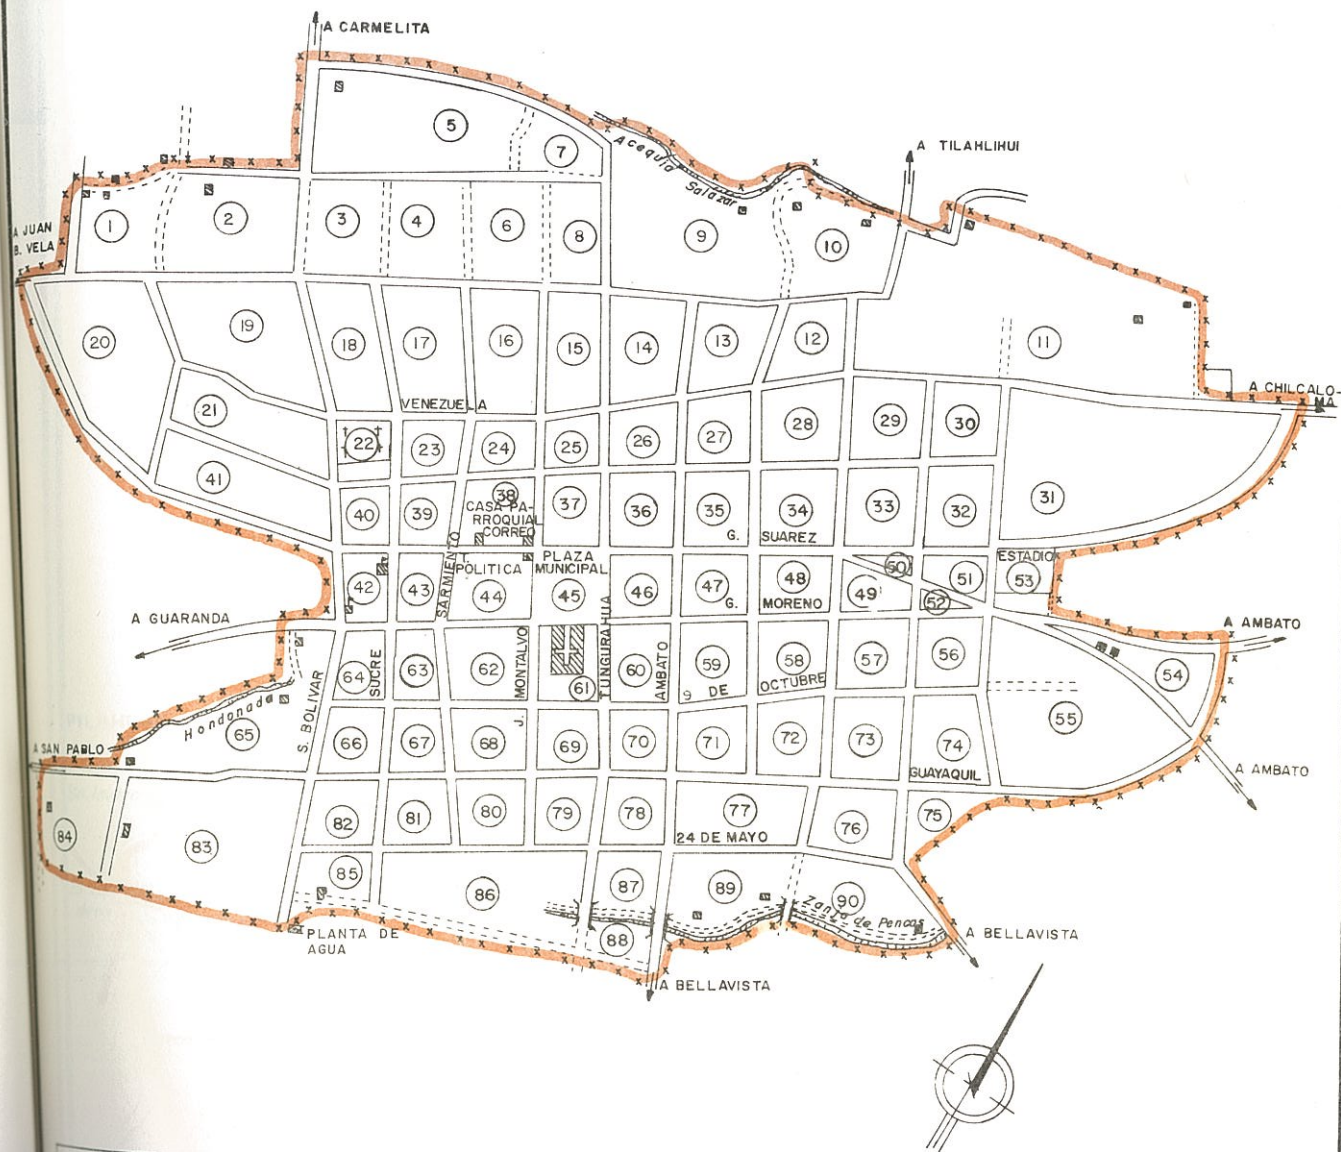 A CARMELITA
5
7
Acequia Salazar
A TILAHLIHUI
1
2
3
4
6
8
9
10
A JUAN
B. VELA
20
19
18
17
16
15
14
13
12
11
A CHILCALO-
MA
VENEZUELA
21
22
23
24
25
26
27
28
29
30
31
41
40
39
38
CASA PA-
RROQUIAL
CORREO
37
36
35
34
33
32
G. SUAREZ
SARMIENTO
T.
POLITICA
PLAZA
MUNICIPAL
ESTADIO
42
43
44
45
46
47
48
49
50
51
52
53
G. MORENO
A GUARANDA
A AMBATO
S. BOLIVAR
SUCRE
J. MONTALVO
TUNGURAHUA
AMBATO
9 DE OCTUBRE
64
63
62
61
60
59
58
57
56
55
54
Hondonada
65
66
67
68
69
70
71
72
73
74
GUAYAQUIL
A SAN PABLO
A AMBATO
84
83
82
81
80
79
78
77
76
75
24 DE MAYO
85
86
87
88
89
90
Zanja de Pencas
PLANTA DE
AGUA
A BELLAVISTA
A BELLAVISTA